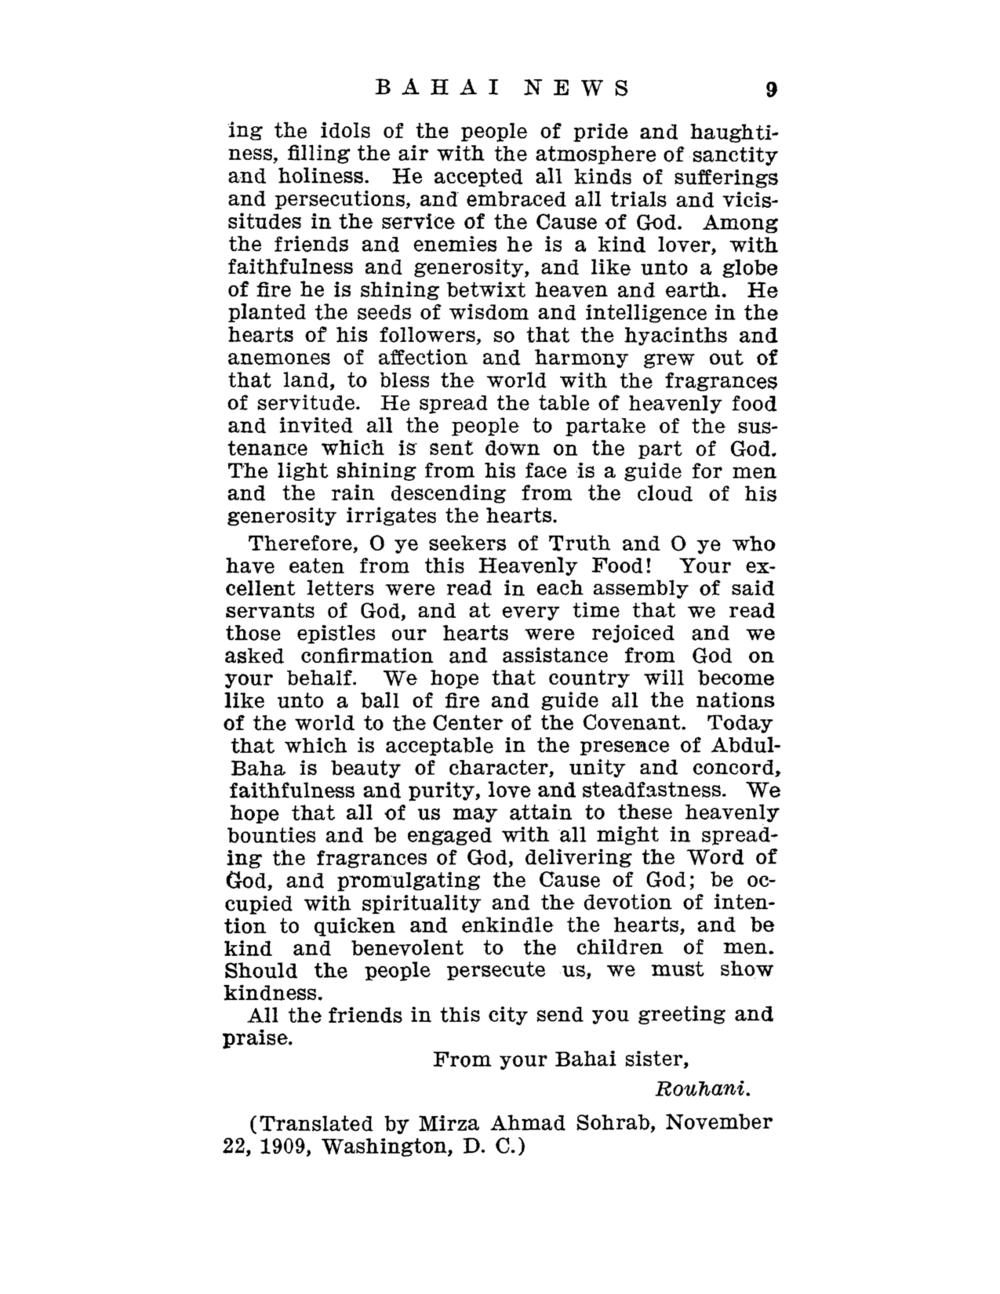 BAHAI NEWS 9
ing the idols of the people of pride and haughti-
ness, filling the air with the atmosphere of sanctity
and holiness. He accepted all kinds of sufferings
and persecutions, and embraced all trials and vicis-
situdes in the service of the Cause of God. Among
the friends and enemies he is a kind lover, with
faithfulness and generosity, and like unto a globe
of fire he is shining betwixt heaven and earth. He
planted the seeds of wisdom and intelligence in the
hearts of his followers, so that the hyacinths and
anemones of affection and harmony grew out of
that land, to bless the world with the fragrances
of servitude. He spread the table of heavenly food
and invited all the people to partake of the sus-
tenance which is sent down on the part of God.
The light shining from his face is a guide for men
and the rain descending from the cloud of his
generosity irrigates the hearts.
Therefore, O ye seekers of Truth and O ye who
have eaten from this Heavenly Food! Your ex-
cellent letters were read in each assembly of said
servants of God, and at every time that we read
those epistles our hearts were rejoiced and we
asked confirmation and assistance from God on
your behalf. We hope that country will become
like unto a ball of fire and guide all the nations
of the world to the Center of the Covenant. Today
that which is acceptable in the presence of Abdul-
Baha is beauty of character, unity and concord,
faithfulness and purity, love and steadfastness. We
hope that all of us may attain to these heavenly
bounties and be engaged with all might in spread-
ing the fragrances of God, delivering the Word of
God, and promulgating the Cause of God; be oc-
cupied with spirituality and the devotion of inten-
tion to quicken and enkindle the hearts, and be
kind and benevolent to the children of men.
Should the people persecute us, we must show
kindness.
All the friends in this city send you greeting and
praise.
From your Bahai sister,
Rouhani.
(Translated by Mirza Ahmad Sohrab, November
22, 1909, Washington, D. C.)